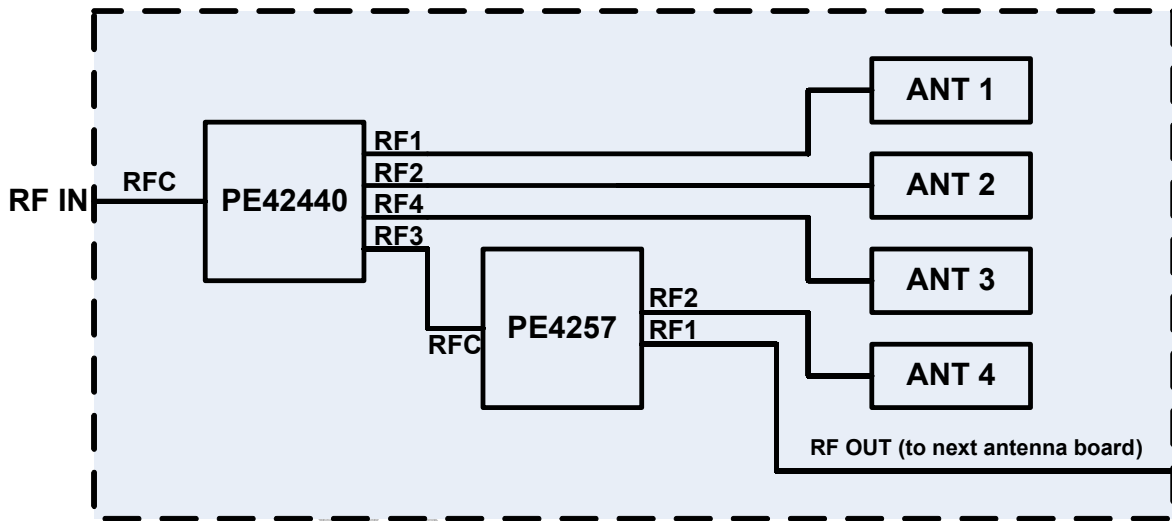 ANT 1
RF1
RF2
ANT 2
RFC
RF IN
PE42440
RF4
RF3
ANT 3
RF2
PE4257
RF1
RFC
ANT 4
RF OUT (to next antenna board)